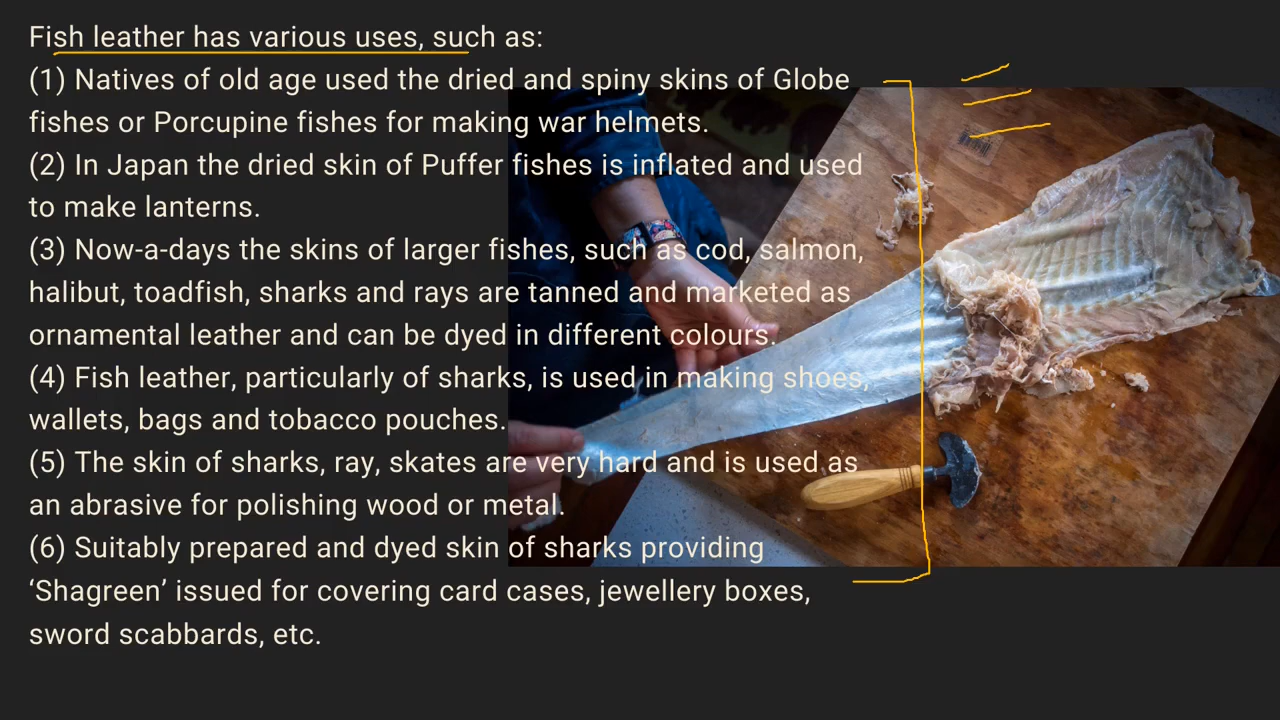 Fish leather has various uses, such as:
(1) Natives of old age used the dried and spiny skins of Globe
fishes or Porcupine fishes for making war helmets.
(2) In Japan the dried skin of Puffer fishes is inflated and used
to make lanterns.
(3) Now-a-days the skins of larger fishes, such as cod, salmon,
halibut, toadfish, sharks and rays are tanned and marketed as
ornamental leather and can be dyed in different colours.
(4) Fish leather, particularly of sharks, is used in making shoes,
wallets, bags and tobacco pouches.
(5) The skin of sharks, ray, skates are very hard and is used as
an abrasive for polishing wood or metal.
(6) Suitably prepared and dyed skin of sharks providing
‘Shagreen’ issued for covering card cases, jewellery boxes,
sword scabbards, etc.